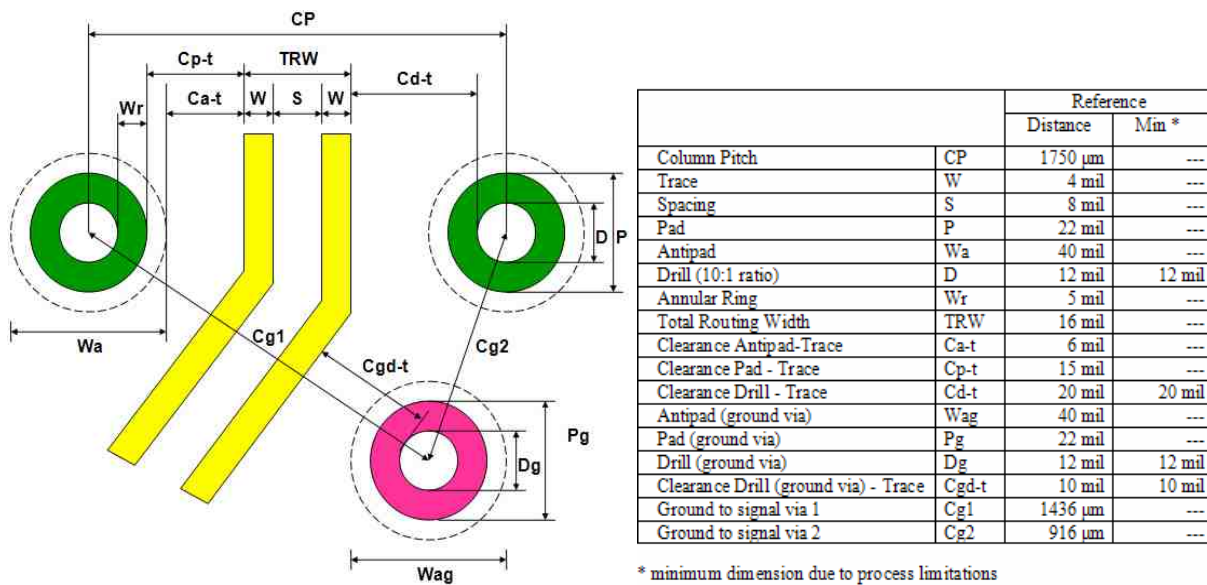 CP
Cp-t TRW
Cd-t
Wr Ca-t W S W
D P
Wa
Cg1
Cg2
Cgd-t
Pg
Dg
Wag
Reference
Distance Min *
Column Pitch CP 1750 µm ---
Trace W 4 mil ---
Spacing S 8 mil ---
Pad P 22 mil ---
Antipad Wa 40 mil ---
Drill (10:1 ratio) D 12 mil 12 mil
Annular Ring Wr 5 mil ---
Total Routing Width TRW 16 mil ---
Clearance Antipad-Trace Ca-t 6 mil ---
Clearance Pad - Trace Cp-t 15 mil ---
Clearance Drill - Trace Cd-t 20 mil 20 mil
Antipad (ground via) Wag 40 mil ---
Pad (ground via) Pg 22 mil ---
Drill (ground via) Dg 12 mil 12 mil
Clearance Drill (ground via) - Trace Cgd-t 10 mil 10 mil
Ground to signal via 1 Cg1 1436 µm ---
Ground to signal via 2 Cg2 916 µm ---
* minimum dimension due to process limitations